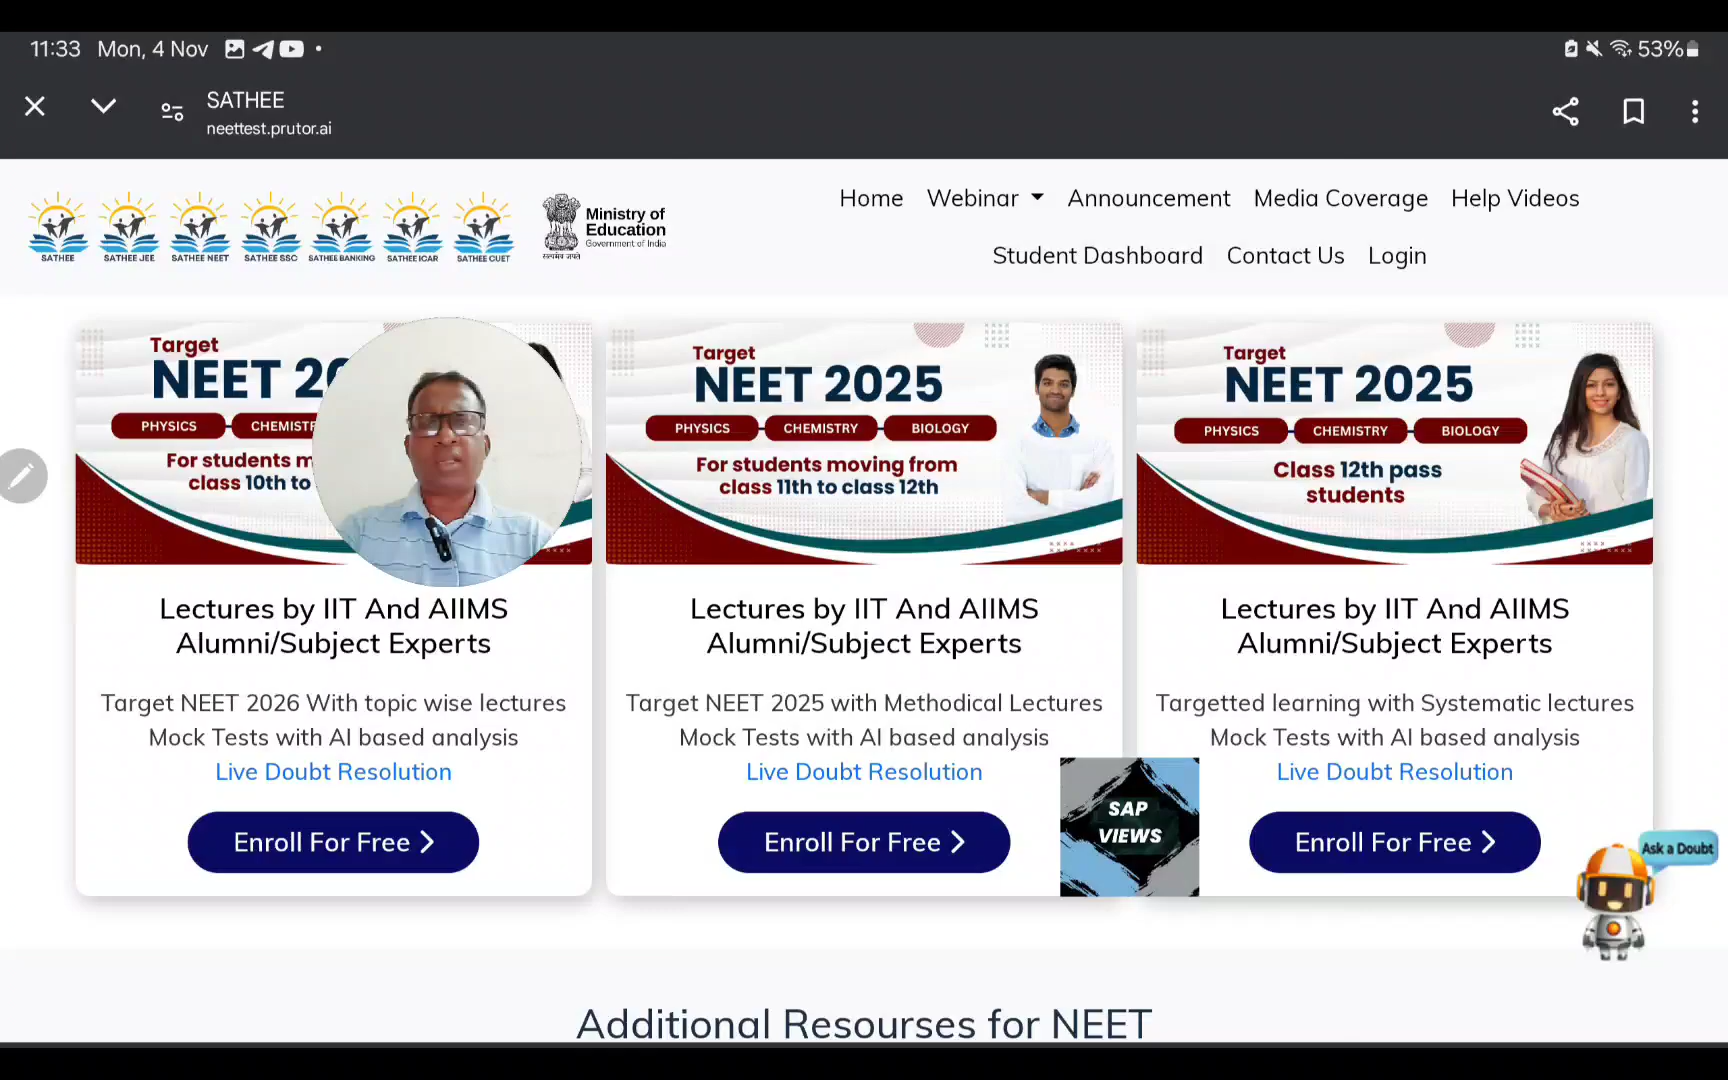 11:33 Mon, 4 Nov
53%
SATHEE
neettest.prutor.ai
SATHEE
SATHEE JEE
SATHEE NEET
SATHEE SSC
SATHEE BANKING
SATHEE ICAR
SATHEE CUET
Ministry of
Education
Government of India
सत्यमेव जयते
Home Webinar Announcement Media Coverage Help Videos
Student Dashboard Contact Us Login
Target
NEET 20
PHYSICS
For students
class 10th to
Lectures by IIT And AIIMS
Alumni/Subject Experts
Target NEET 2026 With topic wise lectures
Mock Tests with AI based analysis
Live Doubt Resolution
Enroll For Free
Target
NEET 2025
PHYSICS CHEMISTRY BIOLOGY
For students moving from
class 11th to class 12th
Lectures by IIT And AIIMS
Alumni/Subject Experts
Target NEET 2025 with Methodical Lectures
Mock Tests with AI based analysis
Live Doubt Resolution
Enroll For Free
SAP
VIEWS
Target
NEET 2025
PHYSICS CHEMISTRY BIOLOGY
Class 12th pass
students
Lectures by IIT And AIIMS
Alumni/Subject Experts
Targetted learning with Systematic lectures
Mock Tests with AI based analysis
Live Doubt Resolution
Enroll For Free
Ask a Doubt
Additional Resourses for NEET